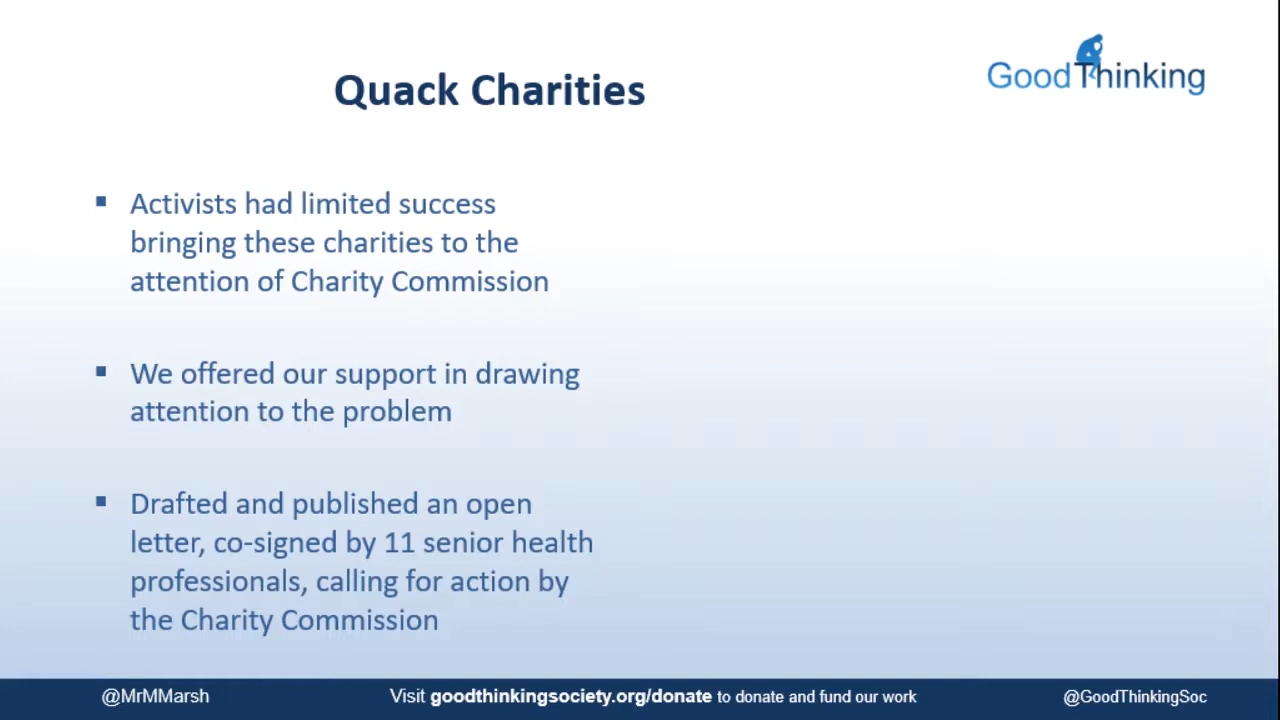 Quack Charities
Good Thinking
▪ Activists had limited success
bringing these charities to the
attention of Charity Commission
▪ We offered our support in drawing
attention to the problem
▪ Drafted and published an open
letter, co-signed by 11 senior health
professionals, calling for action by
the Charity Commission
@MrMMarsh
Visit goodthinkingsociety.org/donate to donate and fund our work
@GoodThinkingSoc